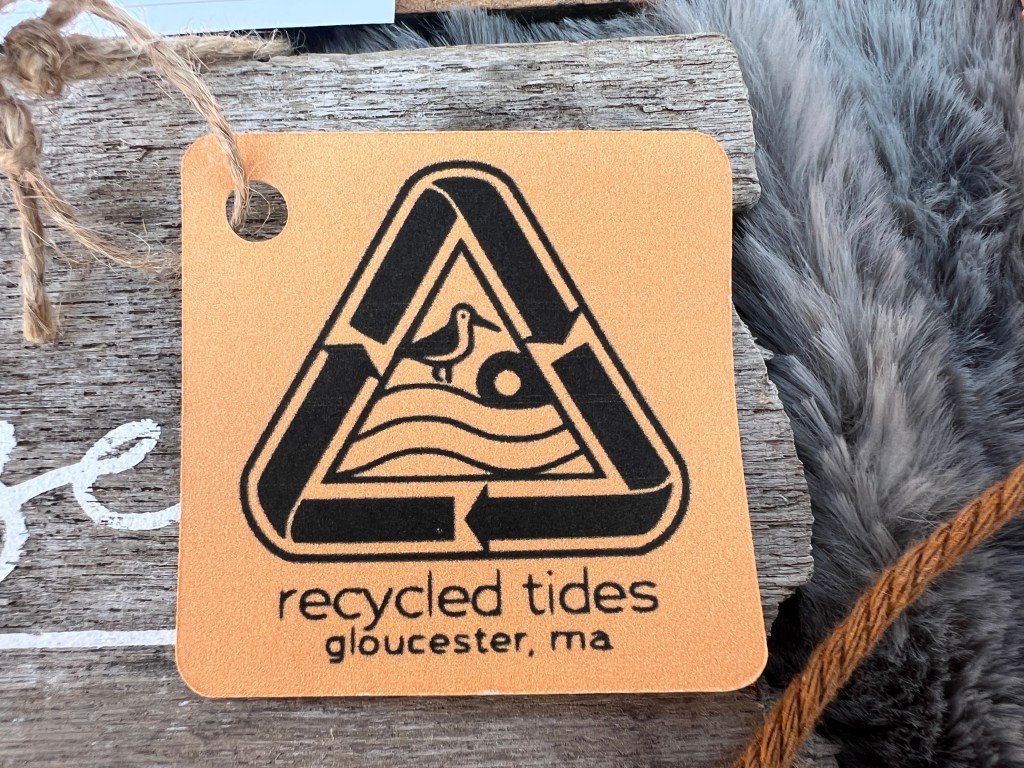 recycled tides
gloucester, ma